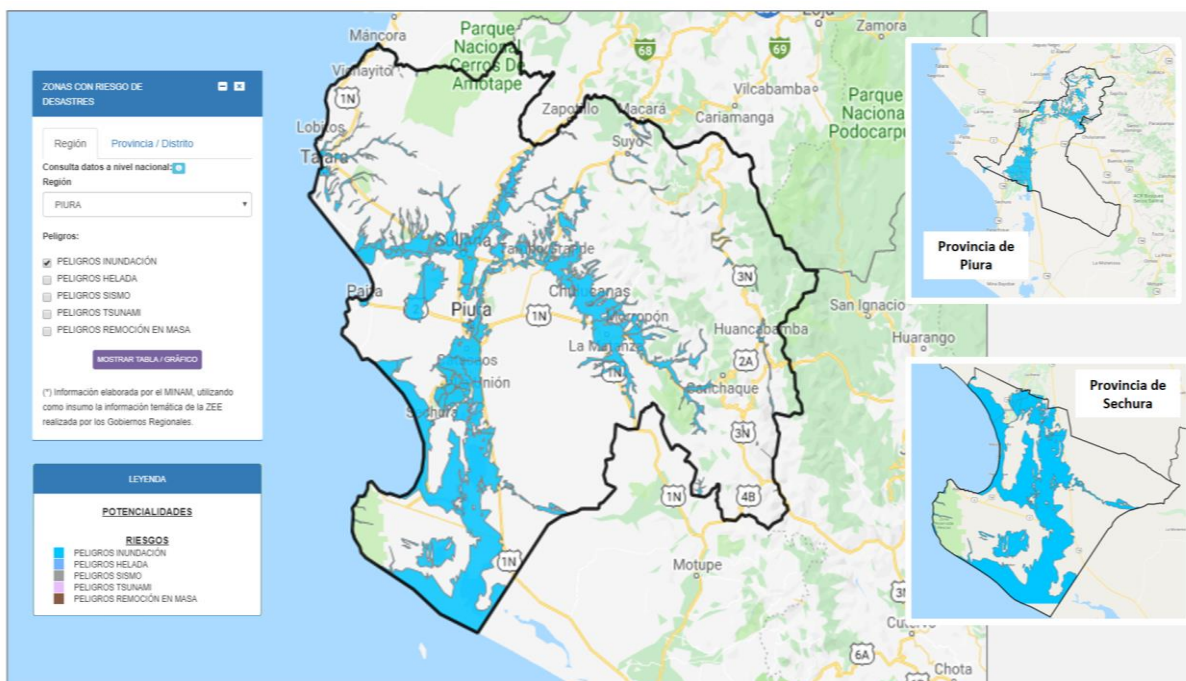 ZONAS CON RIESGO DE
DESASTRES
Región
Provincia / Distrito
Consulta datos a nivel nacional:
Región
PIURA
Peligros:
PELIGROS INUNDACIÓN
PELIGROS HELADA
PELIGROS SISMO
PELIGROS TSUNAMI
PELIGROS REMOCIÓN EN MASA
MOSTRAR TABLA / GRÁFICO
(*) Información elaborada por el MINAM, utilizando
como insumo la información temática de la ZEE
realizada por los Gobiernos Regionales.
LEYENDA
POTENCIALIDADES
RIESGOS
PELIGROS INUNDACIÓN
PELIGROS HELADA
PELIGROS SISMO
PELIGROS TSUNAMI
PELIGROS REMOCIÓN EN MASA
Máncora
Parque
Nacional
Cerros De
Amotape
Vichayito
1N
Lobitos
Talara
Zapotillo
Macará
Suyo
Cariamanga
68
69
Loja
Zamora
Vilcabamba
Parque
Nacional
Podocarpu
Sullana
Tambo Grande
Paita
Piura
1N
Chulucanas
Morropón
La Matanza
1N
3N
San Ignacio
Huancabamba
Huarango
2A
Canchaque
3N
Unión
Sechura
1N
4B
1N
Motupe
6A
Chota
Provincia de
Piura
Provincia de
Sechura